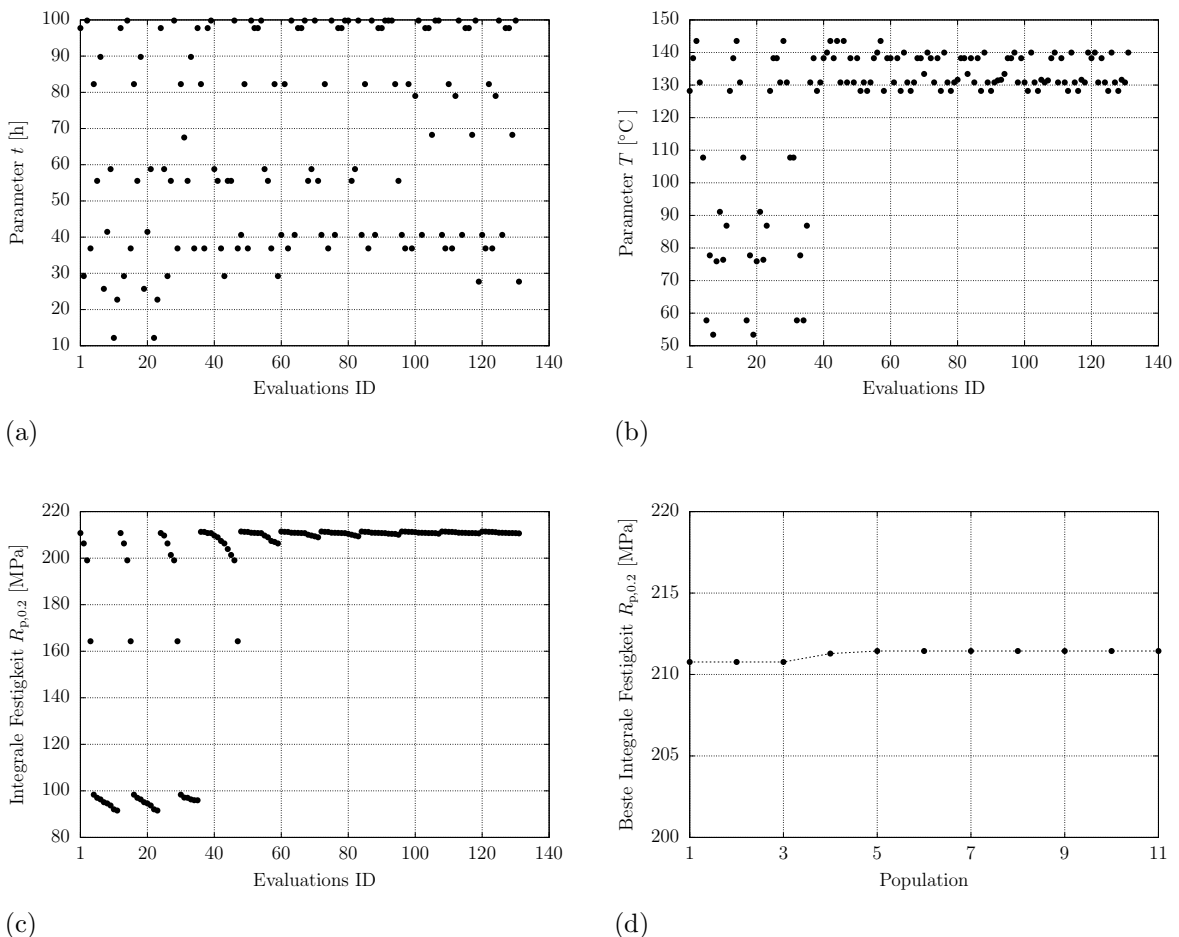 100
90
80
70
60
50
40
30
20
10
1 20 40 60 80 100 120 140
Parameter t [h]
Evaluations ID
(a)
150
140
130
120
110
100
90
80
70
60
50
1 20 40 60 80 100 120 140
Parameter T [°C ]
Evaluations ID
(b)
220
200
180
160
140
120
100
80
1 20 40 60 80 100 120 140
Integrale Festigkeit Rp,0.2 [MPa]
Evaluations ID
(c)
220
215
210
205
200
1 3 5 7 9 11
Beste Integrale Festigkeit Rp,0.2 [MPa]
Population
(d)